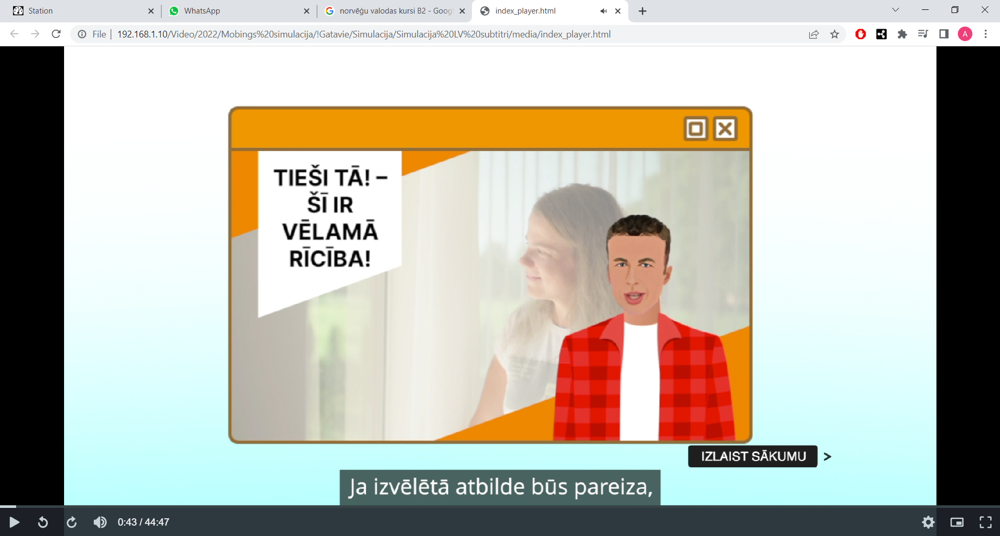 Station
WhatsApp
norvēģu valodas kursi B2 - Goog
index_player.html
File
192.168.1.10/Video/2022/Mobings%20simulacija/!Gatavie/Simulacija/Simulacija%20LV%20subtitri/media/index_player.html
A
TIEŠI TĀ! –
ŠĪ IR
VĒLAMĀ
RĪCĪBA!
IZLAIST SĀKUMU >
Ja izvēlētā atbilde būs pareiza,
0:43 / 44:47